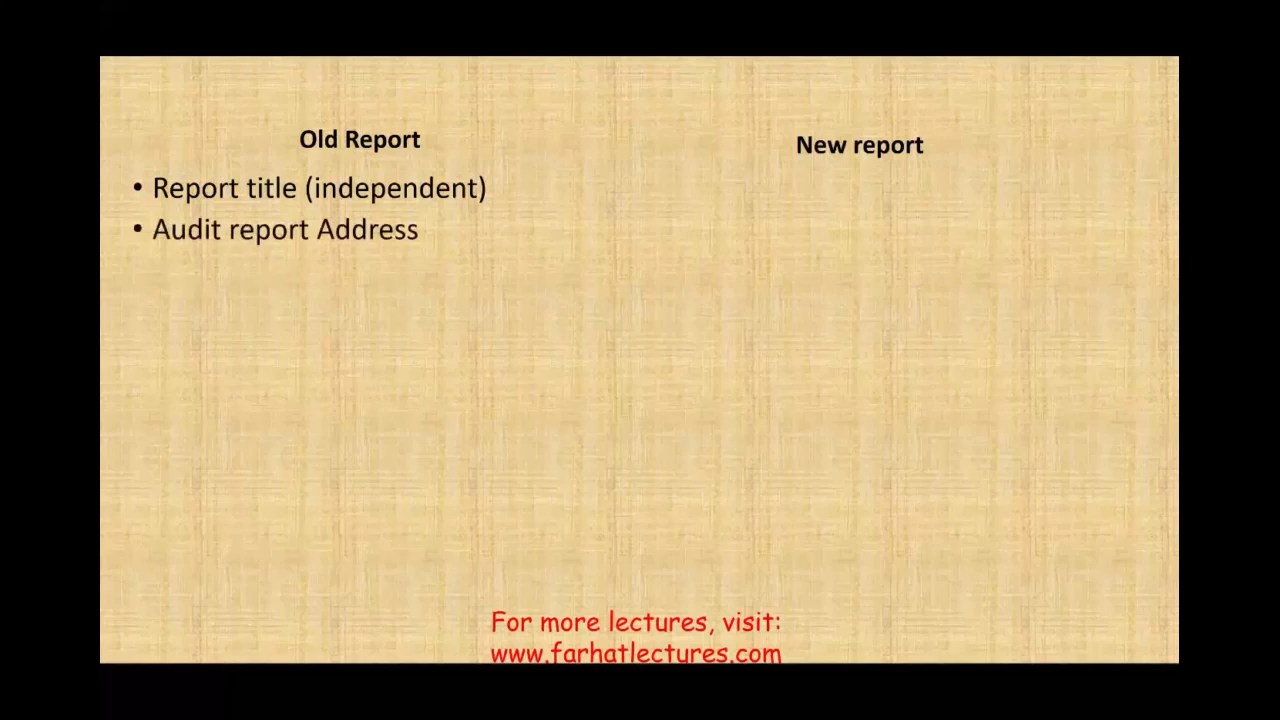 Old Report
New report
• Report title (independent)
• Audit report Address
For more lectures, visit:
www.farhatlectures.com